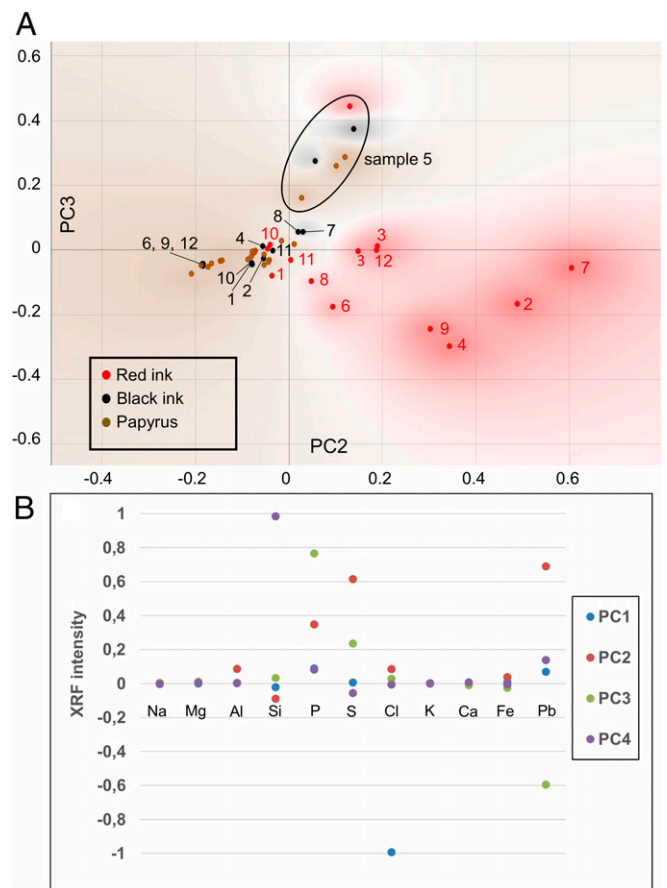 A
0.6
0.4
sample 5
PC3
0.2
8
7
4
10
3
6, 9, 12
0
11
11
3
12
10
1
2
1
8
7
6
2
-0.2
9
4
Red ink
Black ink
Papyrus
-0.4
-0.6
PC2
-0.4
-0.2
0
0.2
0.4
0.6
B
1
0,8
0,6
0,4
0,2
0
-0,2
-0,4
-0,6
-0,8
-1
XRF intensity
Na Mg Al Si P S Cl K Ca Fe Pb
PC1
PC2
PC3
PC4